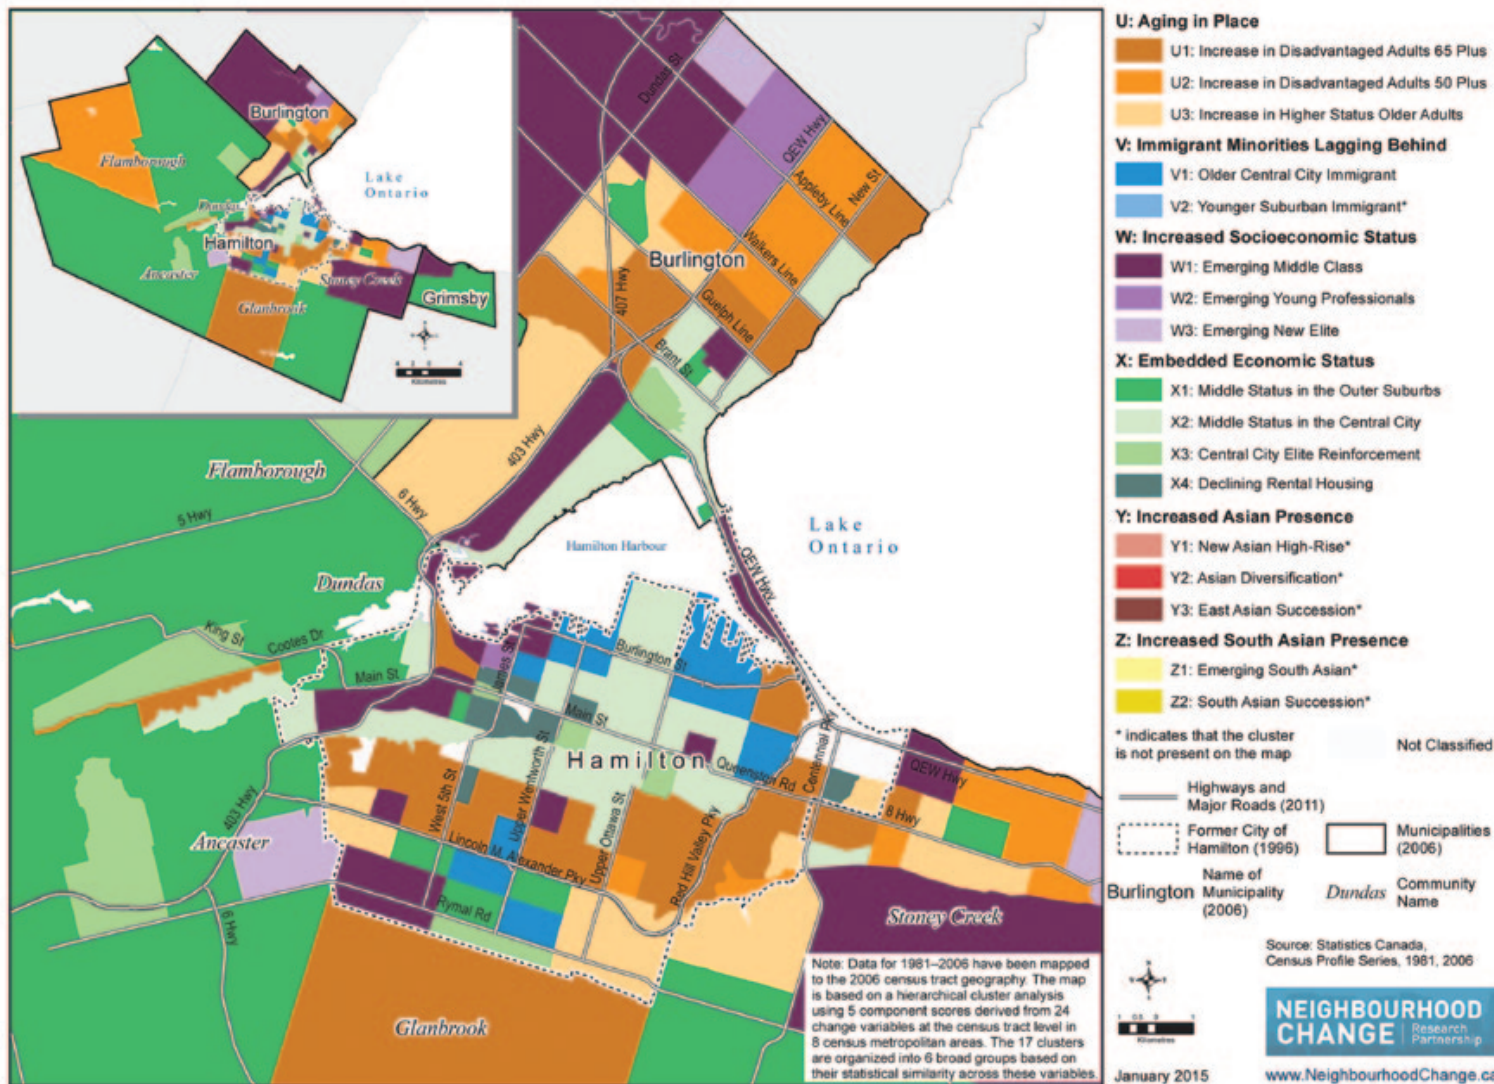 Burlington
Flamborough
Lake
Ontario
Dundas
Hamilton
Ancaster
Stoney Creek
Grimsby
Glanbrook
Kilometres
Dundas St
QEW Hwy
Appleby Line
New St
Walkers Line
Burlington
407 Hwy
Guelph Line
Brant St
403 Hwy
6 Hwy
Flamborough
5 Hwy
Lake
Ontario
Hamilton Harbour
QEW Hwy
Dundas
King St
Cootes Dr
Main St
James St
Burlington St
Main St
Hamilton
Queenston Rd
Centennial Pky
QEW Hwy
8 Hwy
West 5th St
Upper Wentworth St
Upper Ottawa St
Red Hill Valley Pky
Lincoln M. Alexander Pky
Rymal Rd
403 Hwy
Ancaster
6 Hwy
Stoney Creek
Glanbrook
Note: Data for 1981–2006 have been mapped
to the 2006 census tract geography. The map
is based on a hierarchical cluster analysis
using 5 component scores derived from 24
change variables at the census tract level in
8 census metropolitan areas. The 17 clusters
are organized into 6 broad groups based on
their statistical similarity across these variables.
U: Aging in Place
U1: Increase in Disadvantaged Adults 65 Plus
U2: Increase in Disadvantaged Adults 50 Plus
U3: Increase in Higher Status Older Adults
V: Immigrant Minorities Lagging Behind
V1: Older Central City Immigrant
V2: Younger Suburban Immigrant*
W: Increased Socioeconomic Status
W1: Emerging Middle Class
W2: Emerging Young Professionals
W3: Emerging New Elite
X: Embedded Economic Status
X1: Middle Status in the Outer Suburbs
X2: Middle Status in the Central City
X3: Central City Elite Reinforcement
X4: Declining Rental Housing
Y: Increased Asian Presence
Y1: New Asian High-Rise*
Y2: Asian Diversification*
Y3: East Asian Succession*
Z: Increased South Asian Presence
Z1: Emerging South Asian*
Z2: South Asian Succession*
* indicates that the cluster
is not present on the map
Not Classified
Highways and
Major Roads (2011)
Former City of
Hamilton (1996)
Municipalities
(2006)
Burlington
Name of
Municipality
(2006)
Dundas
Community
Name
Source: Statistics Canada,
Census Profile Series, 1981, 2006
Kilometres
NEIGHBOURHOOD
CHANGE
Research
Partnership
January 2015
www.NeighbourhoodChange.ca